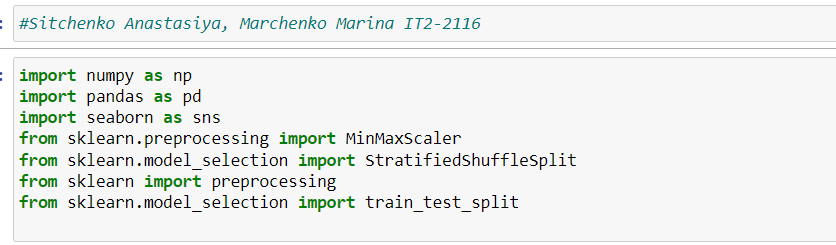 #Sitchenko Anastasiya, Marchenko Marina IT2-2116
import numpy as np
import pandas as pd
import seaborn as sns
from sklearn.preprocessing import MinMaxScaler
from sklearn.model_selection import StratifiedShuffleSplit
from sklearn import preprocessing
from sklearn.model_selection import train_test_split